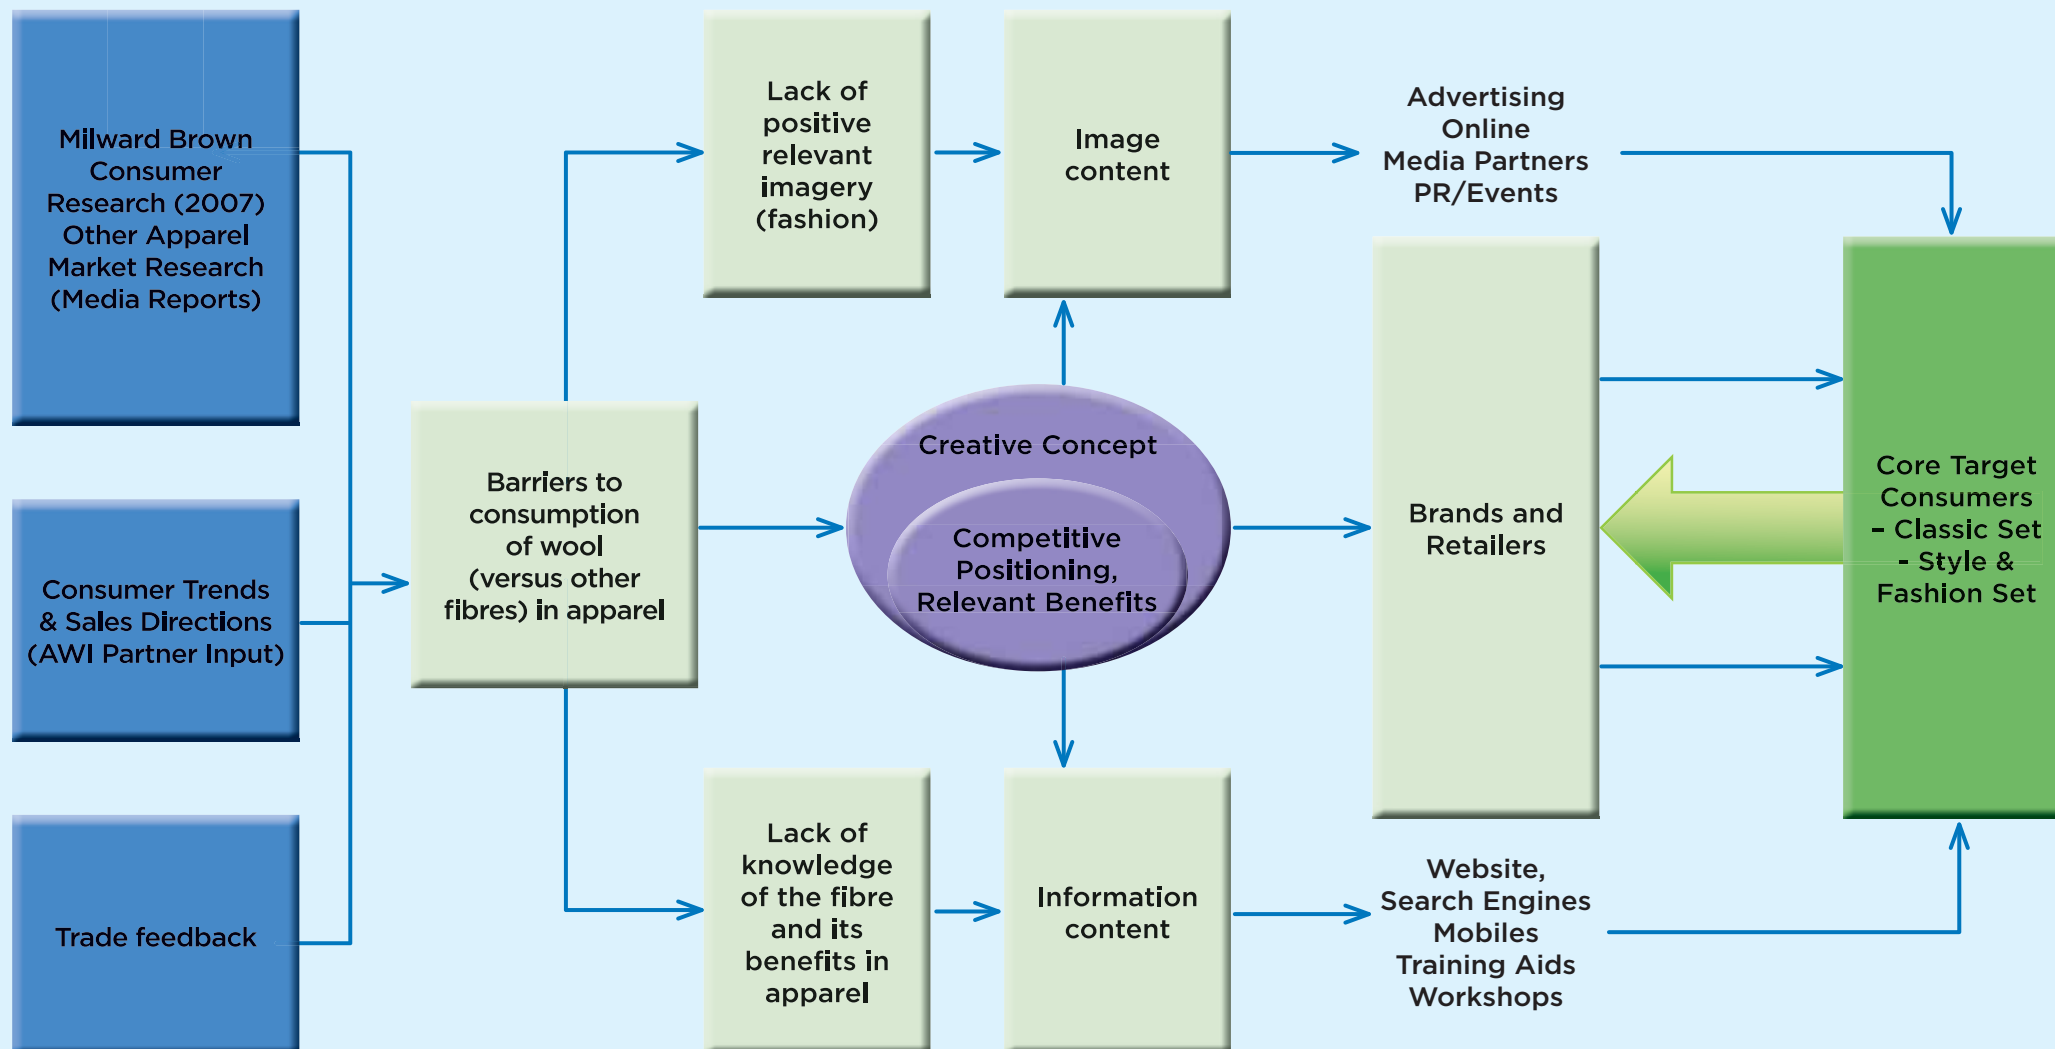 Milward Brown
Consumer
Research (2007)
Other Apparel
Market Research
(Media Reports)
Consumer Trends
& Sales Directions
(AWI Partner Input)
Trade feedback
Barriers to
consumption
of wool
(versus other
fibres) in apparel
Lack of
positive
relevant
imagery
(fashion)
Image
content
Advertising
Online
Media Partners
PR/Events
Creative Concept
Competitive
Positioning,
Relevant Benefits
Brands and
Retailers
Core Target
Consumers
– Classic Set
- Style &
Fashion Set
Lack of
knowledge
of the fibre
and its
benefits in
apparel
Information
content
Website,
Search Engines
Mobiles
Training Aids
Workshops